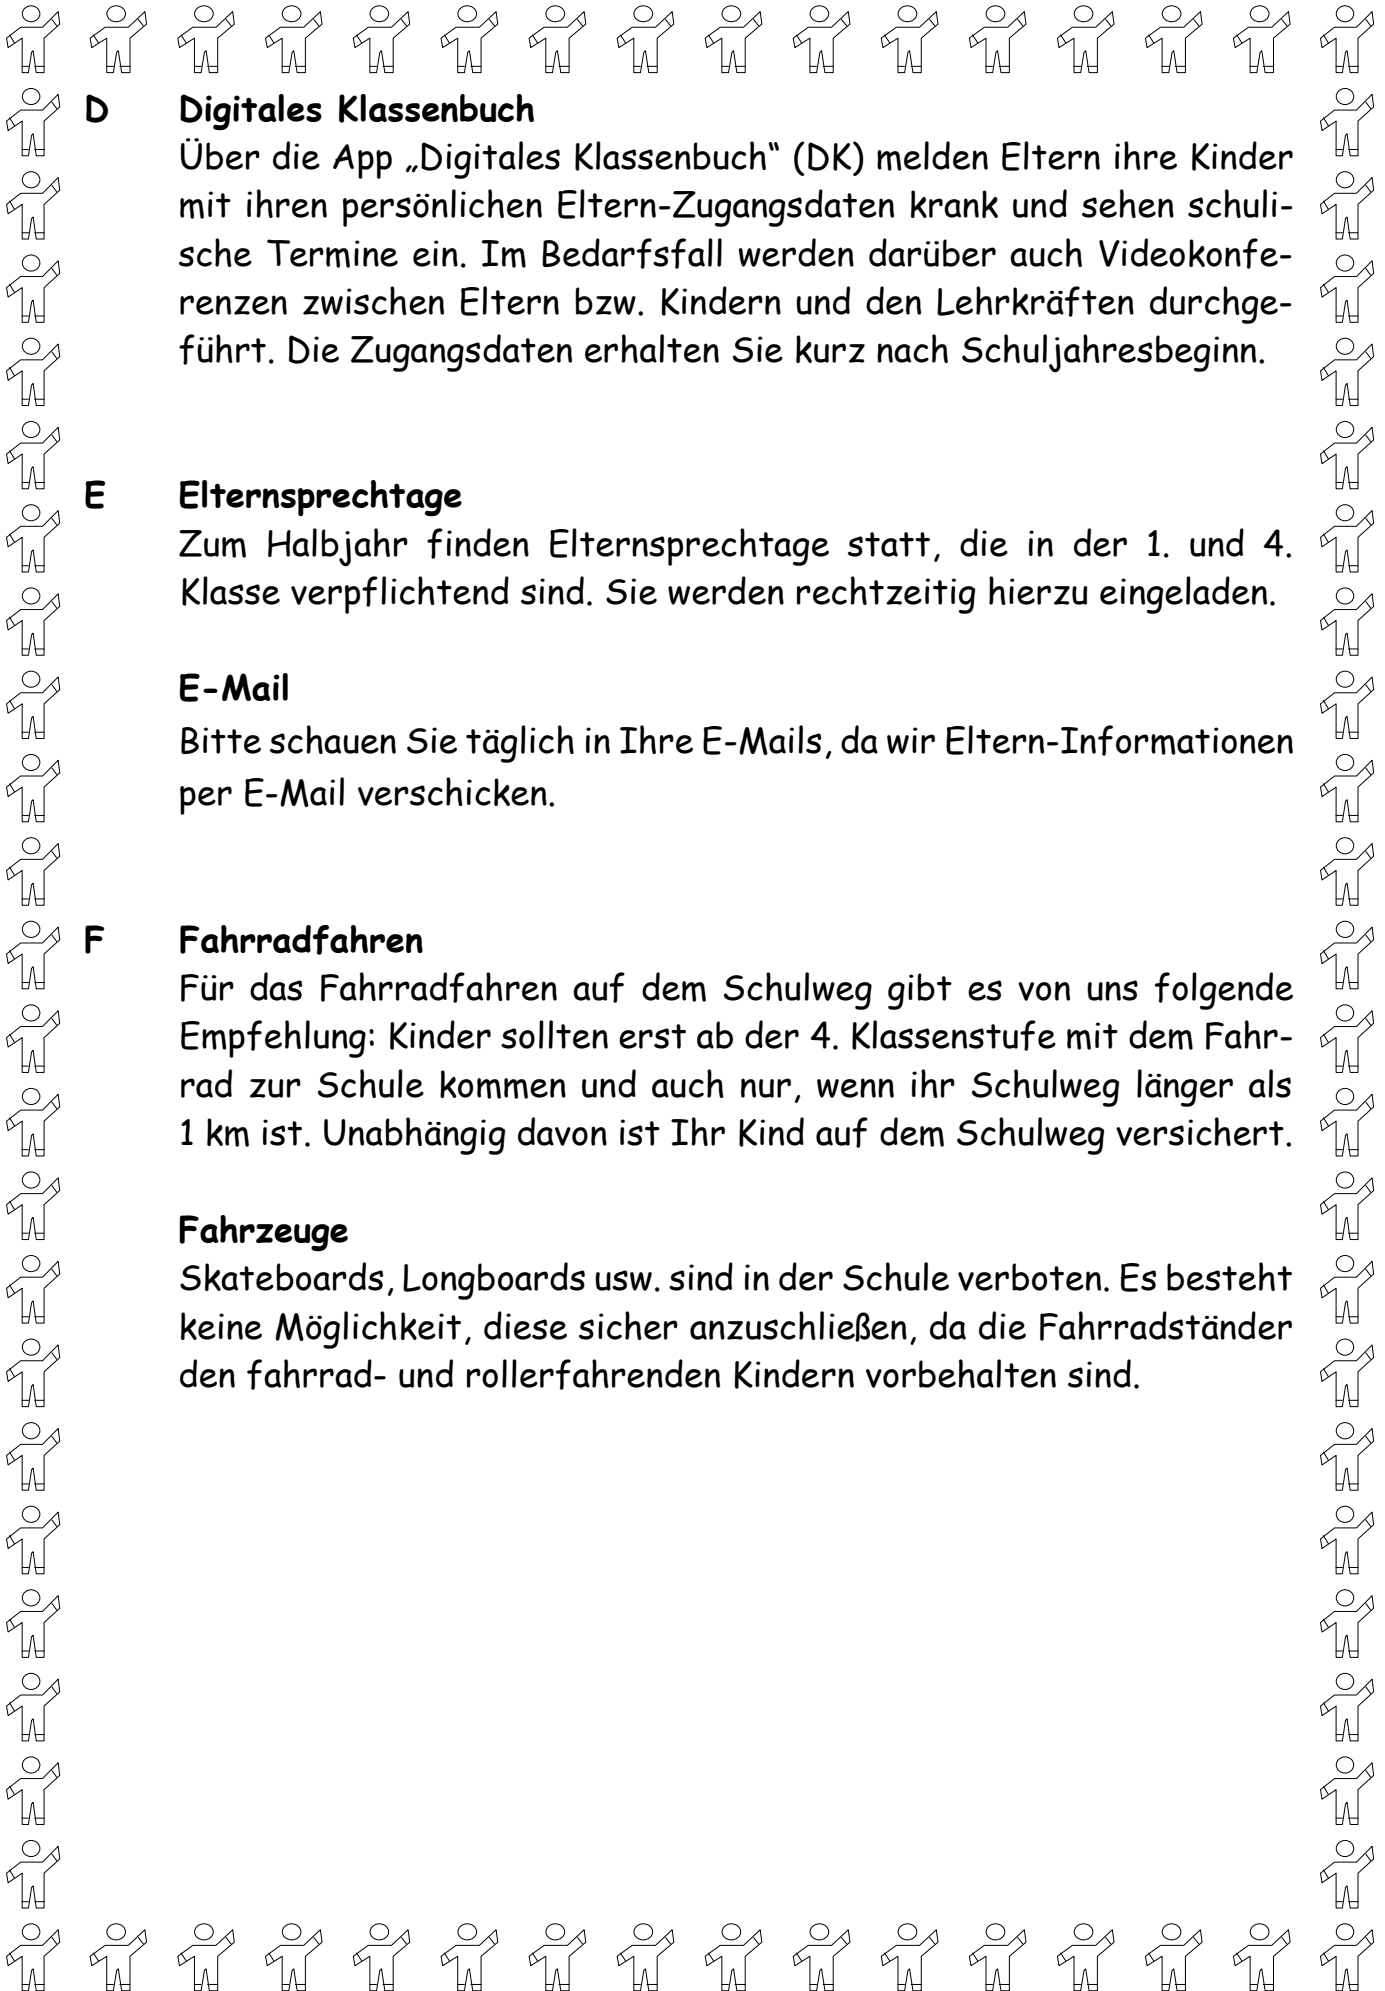 D Digitales Klassenbuch
Über die App „Digitales Klassenbuch“ (DK) melden Eltern ihre Kinder
mit ihren persönlichen Eltern-Zugangsdaten krank und sehen schuli-
sche Termine ein. Im Bedarfsfall werden darüber auch Videokonfe-
renzen zwischen Eltern bzw. Kindern und den Lehrkräften durchge-
führt. Die Zugangsdaten erhalten Sie kurz nach Schuljahresbeginn.
E Elternsprechtage
Zum Halbjahr finden Elternsprechtage statt, die in der 1. und 4.
Klasse verpflichtend sind. Sie werden rechtzeitig hierzu eingeladen.
E-Mail
Bitte schauen Sie täglich in Ihre E-Mails, da wir Eltern-Informationen
per E-Mail verschicken.
F Fahrradfahren
Für das Fahrradfahren auf dem Schulweg gibt es von uns folgende
Empfehlung: Kinder sollten erst ab der 4. Klassenstufe mit dem Fahr-
rad zur Schule kommen und auch nur, wenn ihr Schulweg länger als
1 km ist. Unabhängig davon ist Ihr Kind auf dem Schulweg versichert.
Fahrzeuge
Skateboards, Longboards usw. sind in der Schule verboten. Es besteht
keine Möglichkeit, diese sicher anzuschließen, da die Fahrradständer
den fahrrad- und rollerfahrenden Kindern vorbehalten sind.